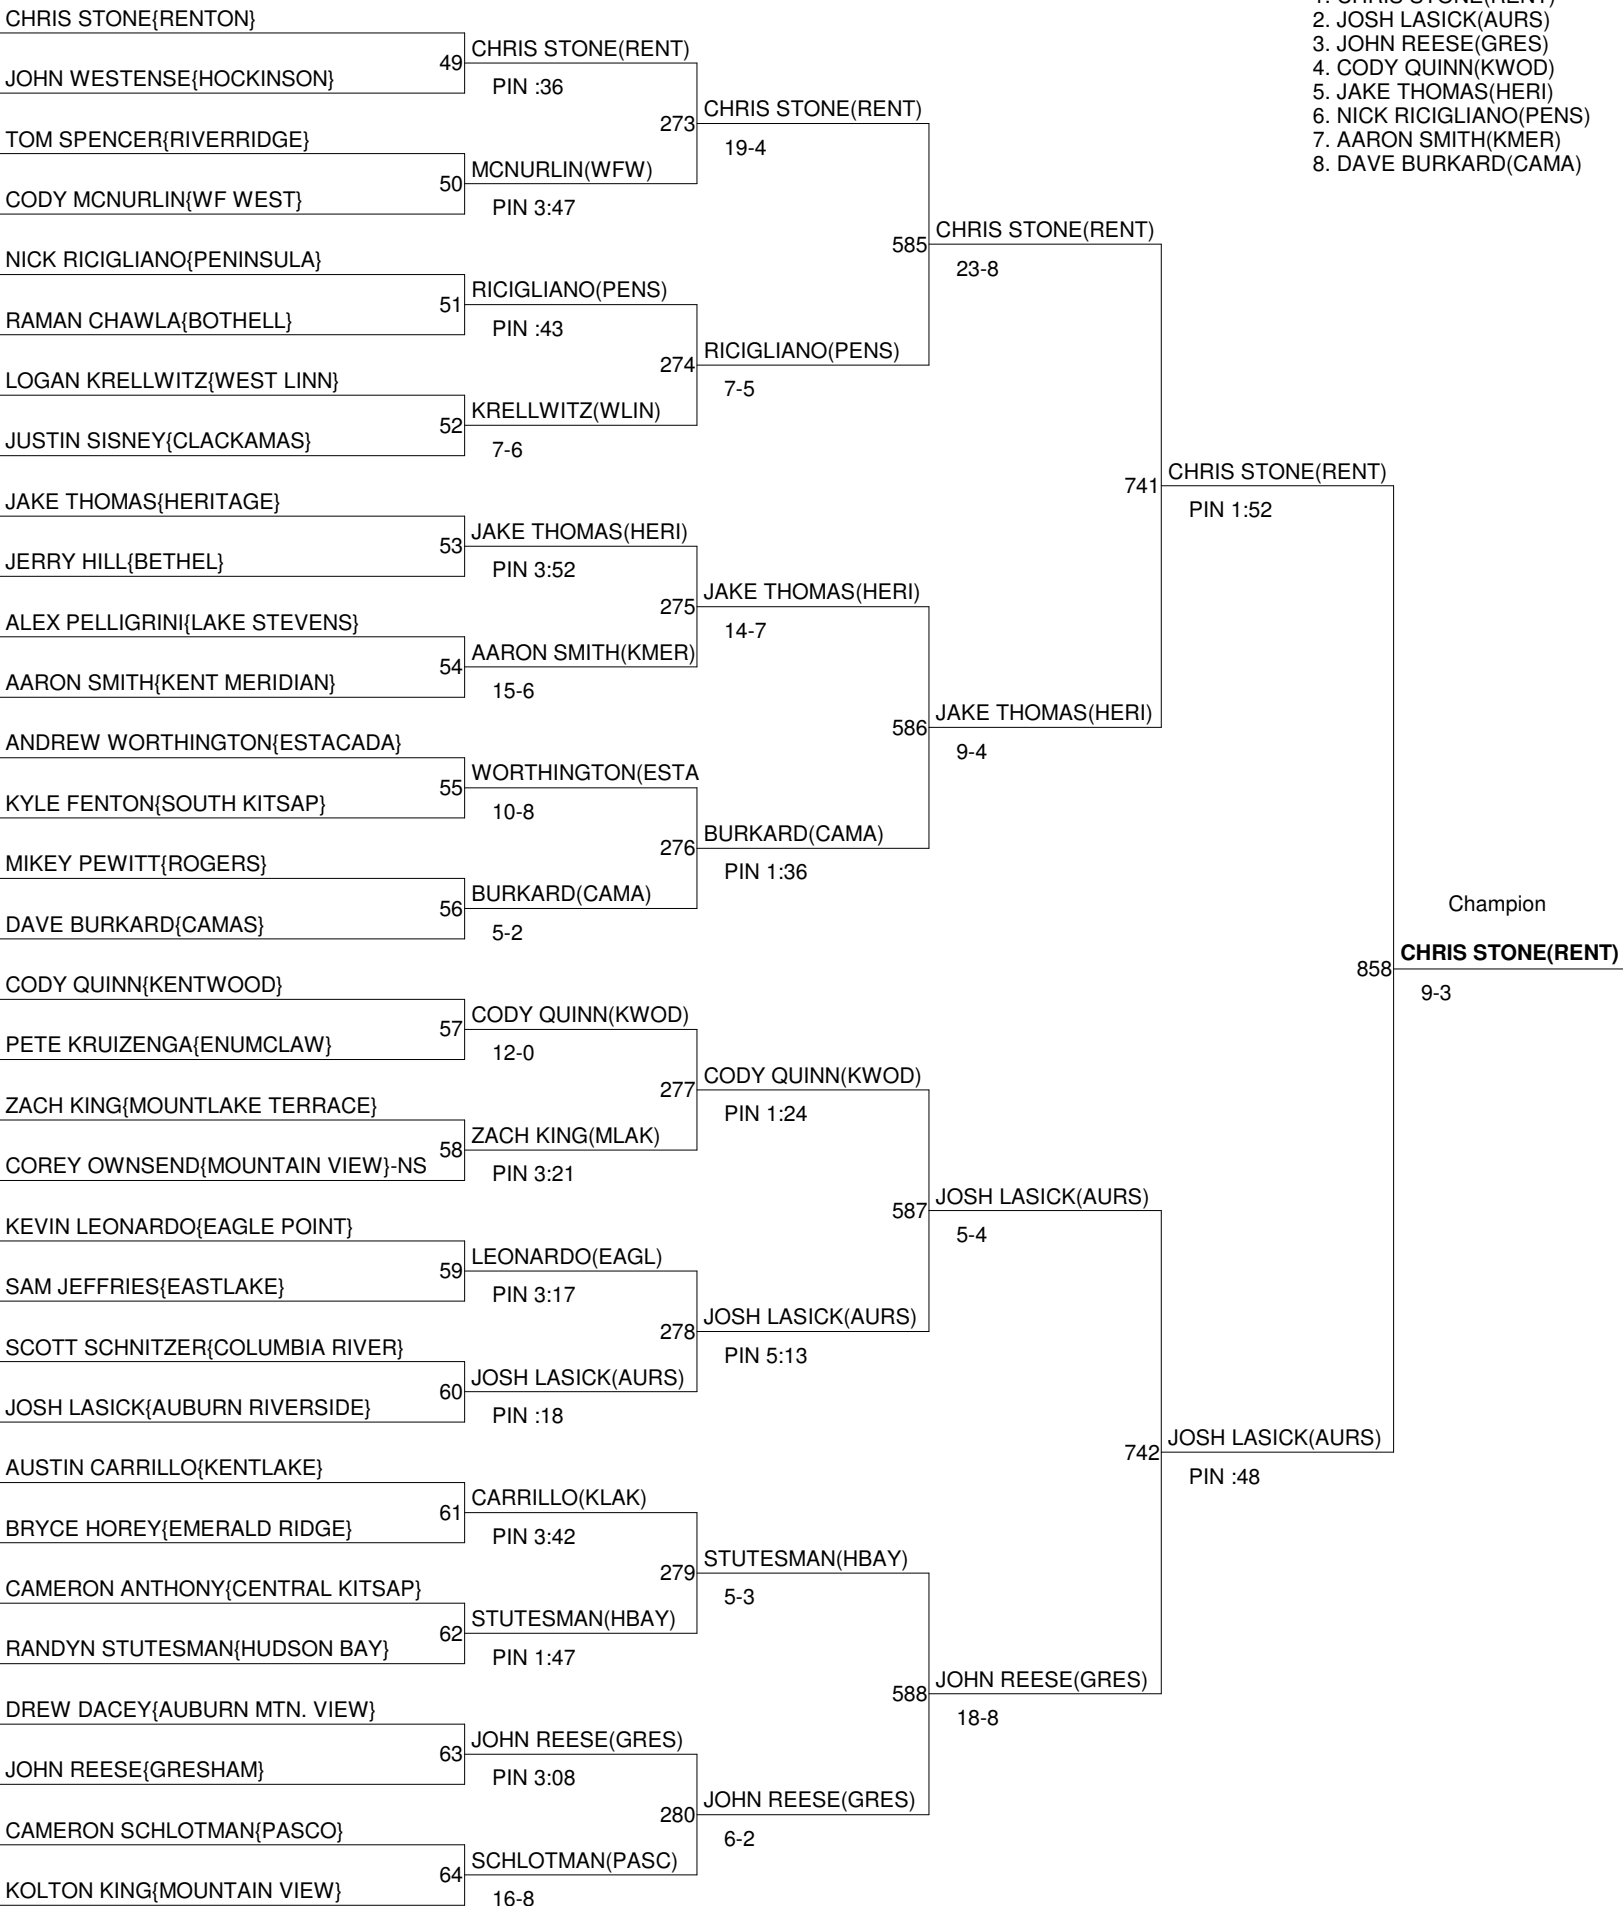 1. CHRIS STONE(RENT)
2. JOSH LASICK(AURS)
3. JOHN REESE(GRES)
4. CODY QUINN(KWOD)
5. JAKE THOMAS(HERI)
6. NICK RICIGLIANO(PENS)
7. AARON SMITH(KMER)
8. DAVE BURKARD(CAMA)
CHRIS STONE{RENTON}
JOHN WESTENSE{HOCKINSON}
TOM SPENCER{RIVERRIDGE}
CODY MCNURLIN{WF WEST}
NICK RICIGLIANO{PENINSULA}
RAMAN CHAWLA{BOTHELL}
LOGAN KRELLWITZ{WEST LINN}
JUSTIN SISNEY{CLACKAMAS}
JAKE THOMAS{HERITAGE}
JERRY HILL{BETHEL}
ALEX PELLIGRINI{LAKE STEVENS}
AARON SMITH{KENT MERIDIAN}
ANDREW WORTHINGTON{ESTACADA}
KYLE FENTON{SOUTH KITSAP}
MIKEY PEWITT{ROGERS}
DAVE BURKARD{CAMAS}
CODY QUINN{KENTWOOD}
PETE KRUIZENGA{ENUMCLAW}
ZACH KING{MOUNTLAKE TERRACE}
COREY OWNSEND{MOUNTAIN VIEW}-NS
KEVIN LEONARDO{EAGLE POINT}
SAM JEFFRIES{EASTLAKE}
SCOTT SCHNITZER{COLUMBIA RIVER}
JOSH LASICK{AUBURN RIVERSIDE}
AUSTIN CARRILLO{KENTLAKE}
BRYCE HOREY{EMERALD RIDGE}
CAMERON ANTHONY{CENTRAL KITSAP}
RANDYN STUTESMAN{HUDSON BAY}
DREW DACEY{AUBURN MTN. VIEW}
JOHN REESE{GRESHAM}
CAMERON SCHLOTMAN{PASCO}
KOLTON KING{MOUNTAIN VIEW}
49 CHRIS STONE(RENT)
PIN :36
50 MCNURLIN(WFW)
PIN 3:47
51 RICIGLIANO(PENS)
PIN :43
52 KRELLWITZ(WLIN)
7-6
53 JAKE THOMAS(HERI)
PIN 3:52
54 AARON SMITH(KMER)
15-6
55 WORTHINGTON(ESTA
10-8
56 BURKARD(CAMA)
5-2
57 CODY QUINN(KWOD)
12-0
58 ZACH KING(MLAK)
PIN 3:21
59 LEONARDO(EAGL)
PIN 3:17
60 JOSH LASICK(AURS)
PIN :18
61 CARRILLO(KLAK)
PIN 3:42
62 STUTESMAN(HBAY)
PIN 1:47
63 JOHN REESE(GRES)
PIN 3:08
64 SCHLOTMAN(PASC)
16-8
273 CHRIS STONE(RENT)
19-4
274 RICIGLIANO(PENS)
7-5
275 JAKE THOMAS(HERI)
14-7
276 BURKARD(CAMA)
PIN 1:36
277 CODY QUINN(KWOD)
PIN 1:24
278 JOSH LASICK(AURS)
PIN 5:13
279 STUTESMAN(HBAY)
5-3
280 JOHN REESE(GRES)
6-2
585 CHRIS STONE(RENT)
23-8
586 JAKE THOMAS(HERI)
9-4
587 JOSH LASICK(AURS)
5-4
588 JOHN REESE(GRES)
18-8
741 CHRIS STONE(RENT)
PIN 1:52
742 JOSH LASICK(AURS)
PIN :48
Champion
858 CHRIS STONE(RENT)
9-3